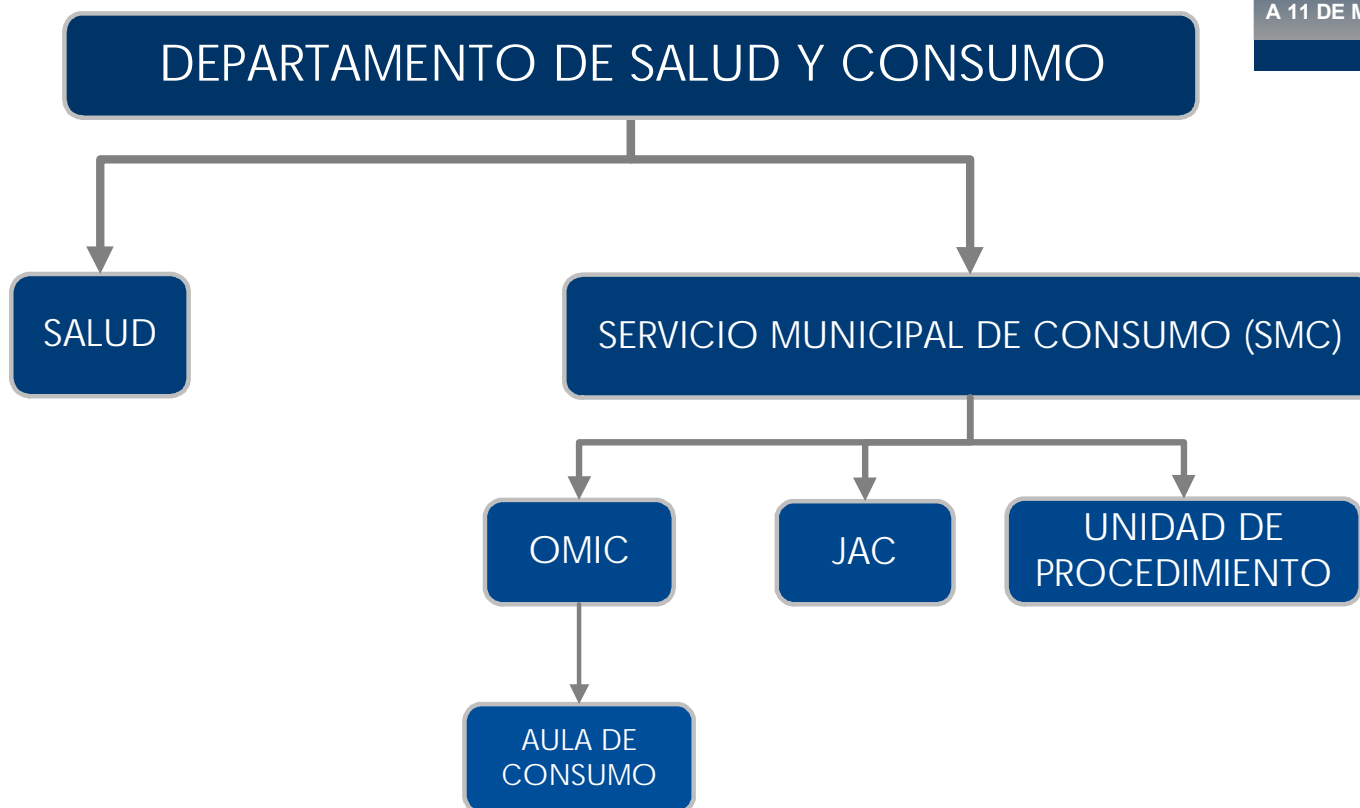 A 11 DE M
DEPARTAMENTO DE SALUD Y CONSUMO
SALUD
SERVICIO MUNICIPAL DE CONSUMO (SMC)
OMIC
JAC
UNIDAD DE
PROCEDIMIENTO
AULA DE
CONSUMO